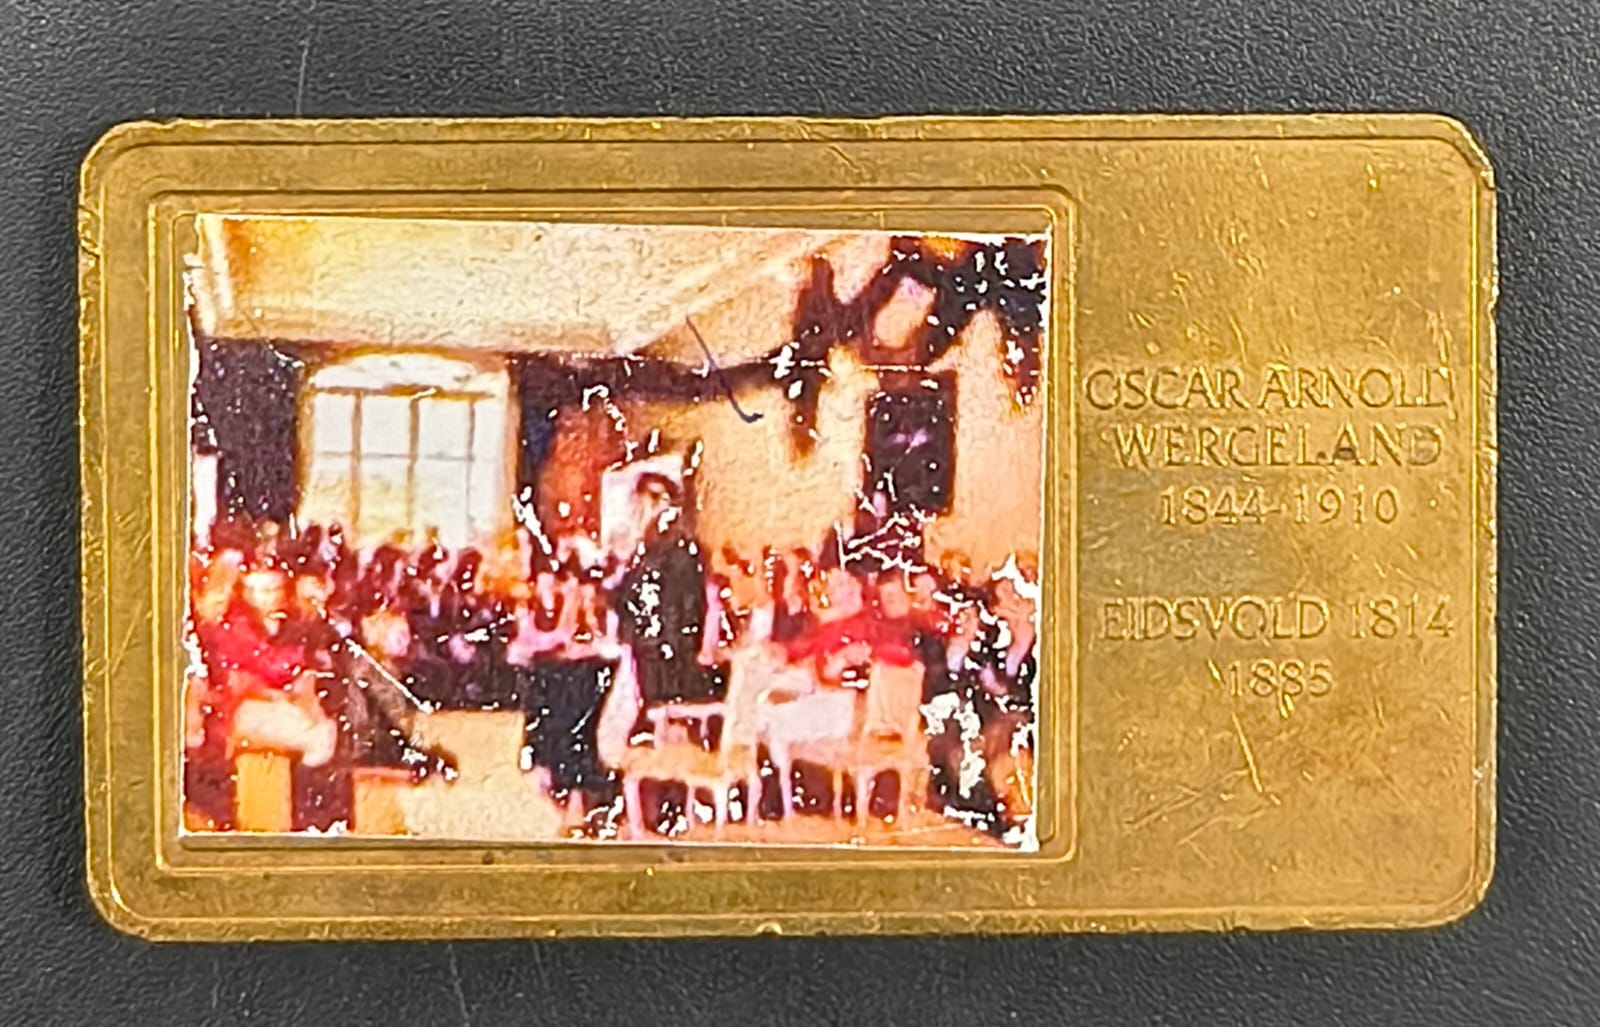 OSCAR ARNOLD
WERGELAND
1844-1910
EIDSVOLD 1814
1885